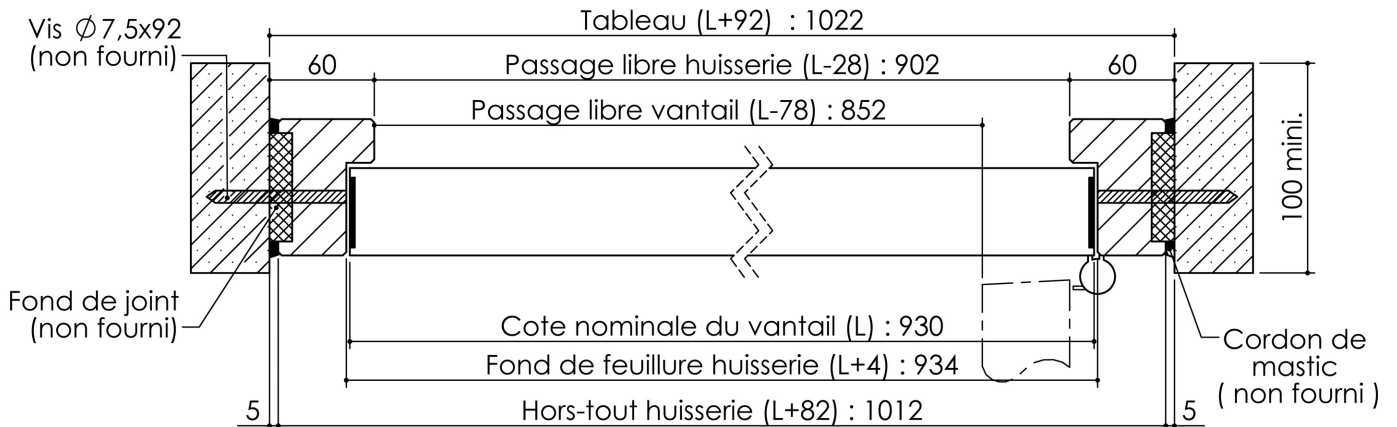 Tableau (L+92) : 1022
Vis Ø 7,5x92
(non fourni)
60
Passage libre huisserie (L-28) : 902
60
Passage libre vantail (L-78) : 852
100 mini.
Fond de joint
(non fourni)
Cote nominale du vantail (L) : 930
Cordon de
mastic
( non fourni )
Fond de feuillure huisserie (L+4) : 934
5
Hors-tout huisserie (L+82) : 1012
5